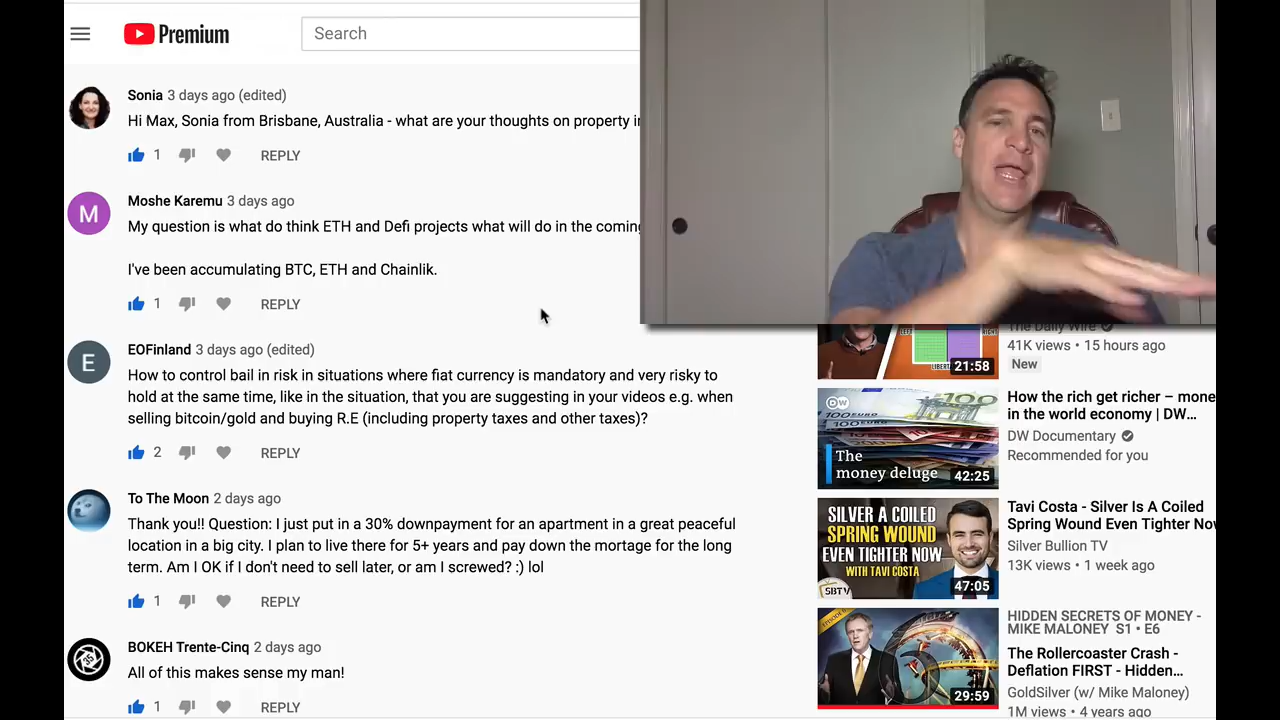 Premium
Search
Sonia 3 days ago (edited)
Hi Max, Sonia from Brisbane, Australia - what are your thoughts on property in
1
REPLY
M
Moshe Karemu 3 days ago
My question is what do think ETH and Defi projects what will do in the coming
I've been accumulating BTC, ETH and Chainlik.
1
REPLY
E
EOFinland 3 days ago (edited)
How to control bail in risk in situations where fiat currency is mandatory and very risky to
hold at the same time, like in the situation, that you are suggesting in your videos e.g. when
selling bitcoin/gold and buying R.E (including property taxes and other taxes)?
2
REPLY
To The Moon 2 days ago
Thank you!! Question: I just put in a 30% downpayment for an apartment in a great peaceful
location in a big city. I plan to live there for 5+ years and pay down the mortage for the long
term. Am I OK if I don't need to sell later, or am I screwed? :) lol
1
REPLY
BOKEH Trente-Cinq 2 days ago
All of this makes sense my man!
1
REPLY
The Daily Wire
41K views • 15 hours ago
New
21:58
DW
The
money deluge
42:25
How the rich get richer – mone
in the world economy | DW...
DW Documentary
Recommended for you
SILVER A COILED
SPRING WOUND
EVEN TIGHTER NOW
WITH TAVI COSTA
SBTV
47:05
Tavi Costa - Silver Is A Coiled
Spring Wound Even Tighter Now
Silver Bullion TV
13K views • 1 week ago
29:59
HIDDEN SECRETS OF MONEY -
MIKE MALONEY S1 • E6
The Rollercoaster Crash -
Deflation FIRST - Hidden...
GoldSilver (w/ Mike Maloney)
1M views • 4 years ago